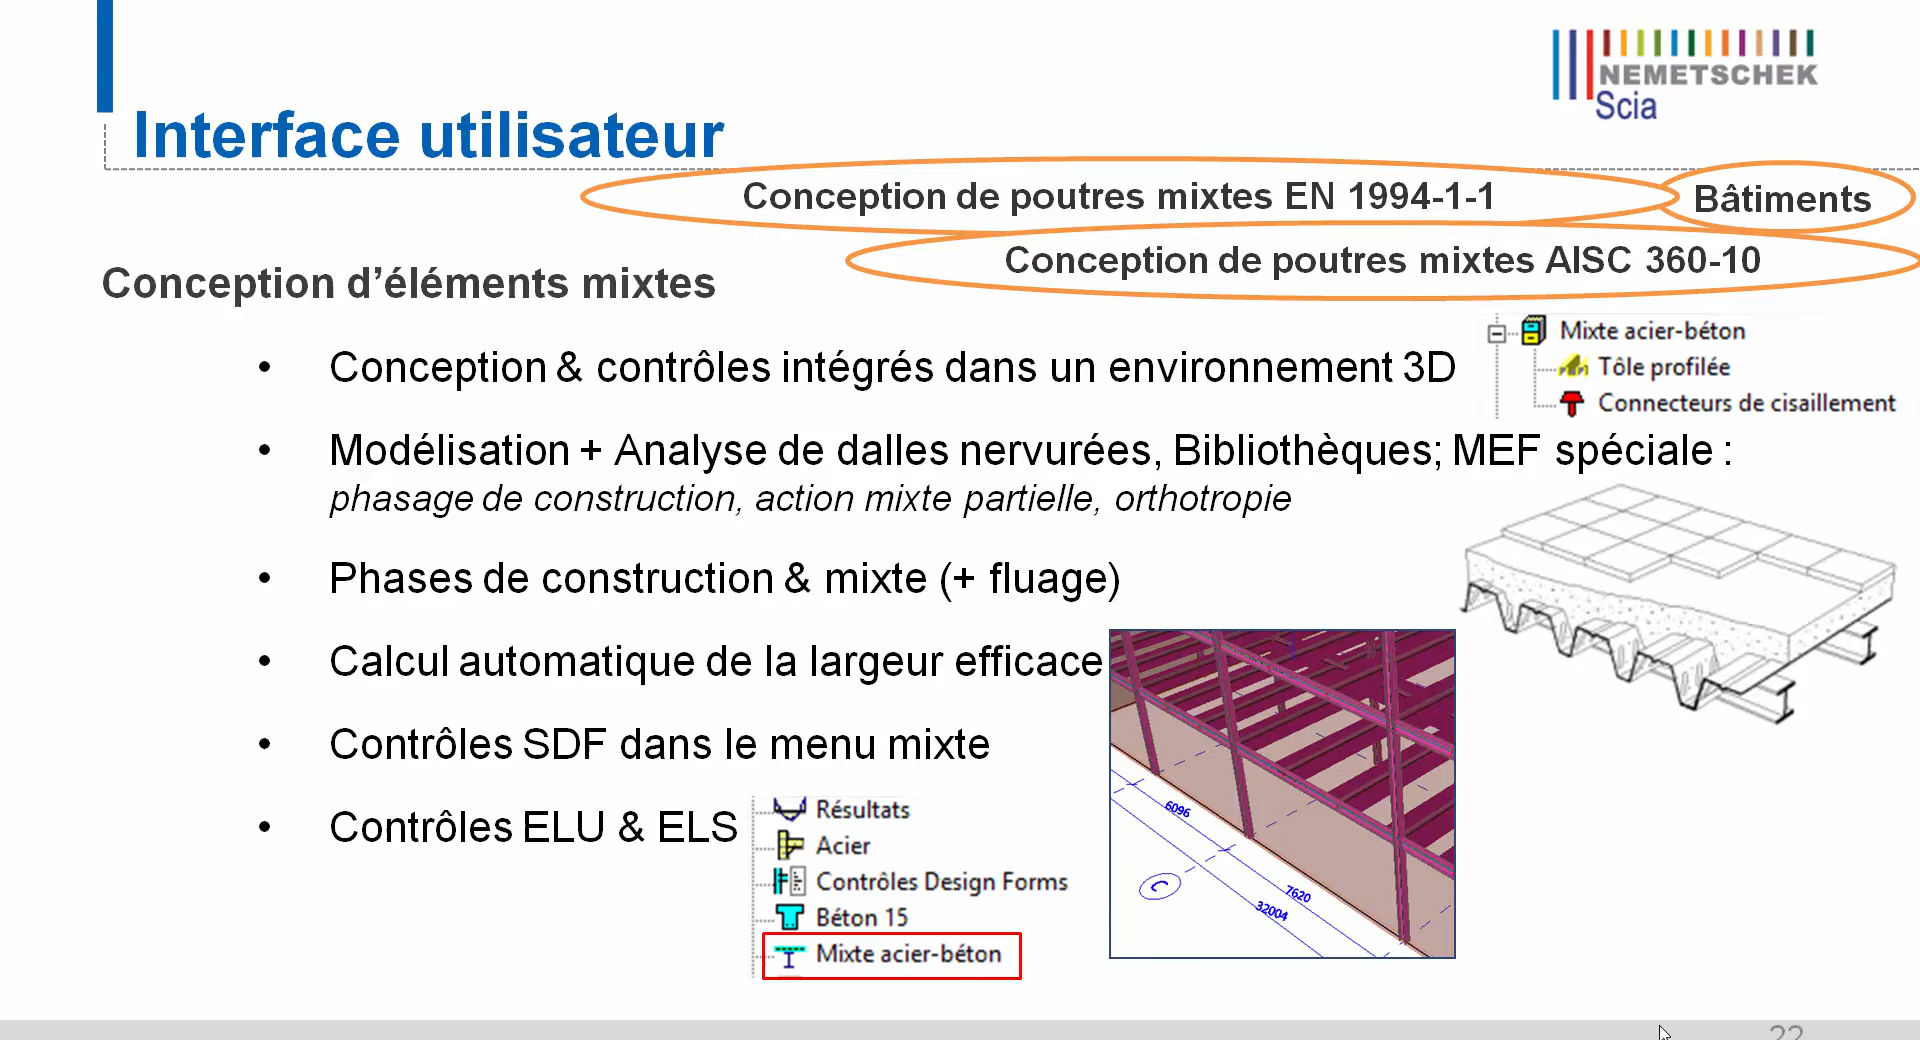 NEMETSCHEK
Scia
Interface utilisateur
Conception de poutres mixtes EN 1994-1-1
Bâtiments
Conception de poutres mixtes AISC 360-10
Conception d’éléments mixtes
Mixte acier-béton
Tôle profilée
Connecteurs de cisaillement
• Conception & contrôles intégrés dans un environnement 3D
• Modélisation + Analyse de dalles nervurées, Bibliothèques; MEF spéciale :
phasage de construction, action mixte partielle, orthotropie
• Phases de construction & mixte (+ fluage)
• Calcul automatique de la largeur efficace
• Contrôles SDF dans le menu mixte
• Contrôles ELU & ELS
Résultats
Acier
Contrôles Design Forms
Béton 15
Mixte acier-béton
6096
C
7620
32004
22